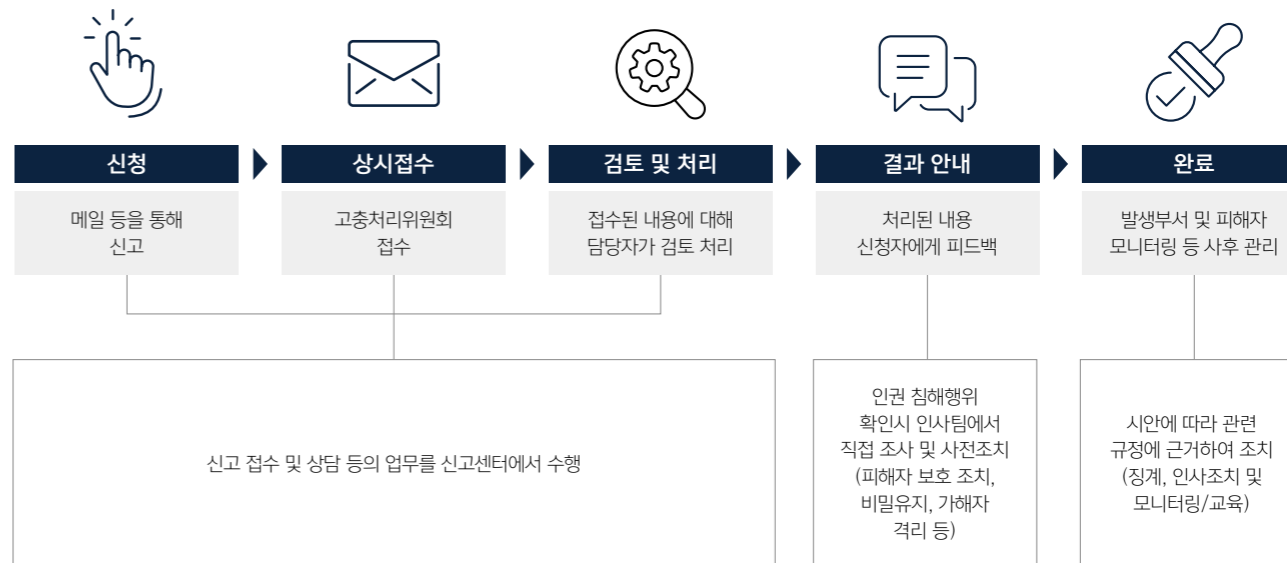 신청
상시접수
검토 및 처리
결과 안내
완료
메일 등을 통해
신고
고충처리위원회
접수
접수된 내용에 대해
담당자가 검토 처리
처리된 내용
신청자에게 피드백
발생부서 및 피해자
모니터링 등 사후 관리
신고 접수 및 상담 등의 업무를 신고센터에서 수행
인권 침해행위
확인시 인사팀에서
직접 조사 및 사전조치
(피해자 보호 조치,
비밀유지, 가해자
격리 등)
시안에 따라 관련
규정에 근거하여 조치
(징계, 인사조치 및
모니터링/교육)